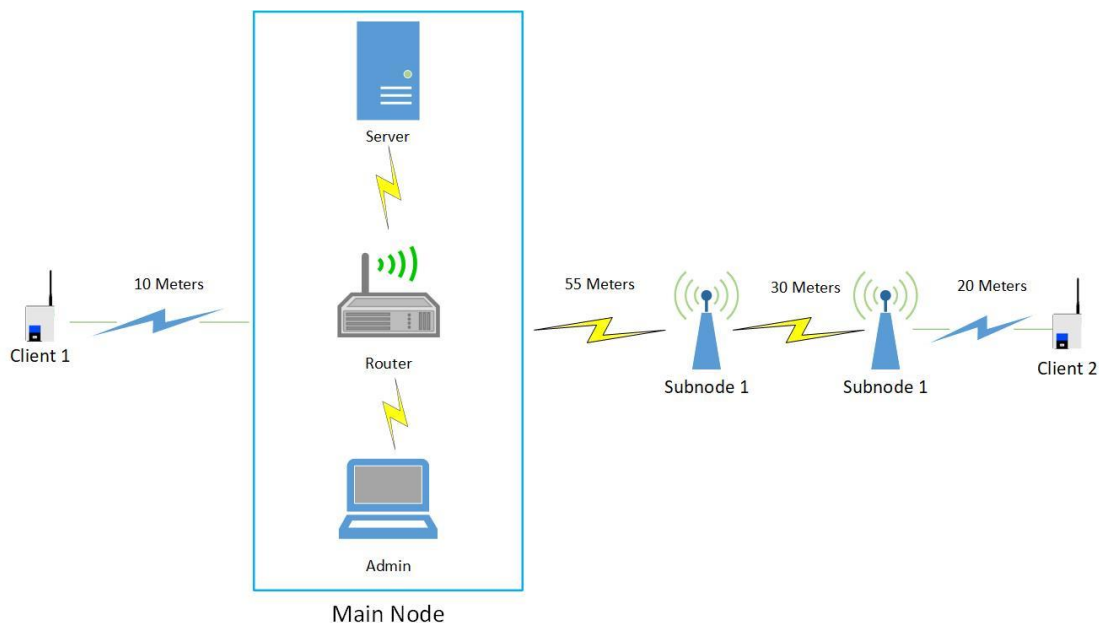 Server
10 Meters
55 Meters
30 Meters
20 Meters
Client 1
Router
Subnode 1
Subnode 1
Client 2
Admin
Main Node